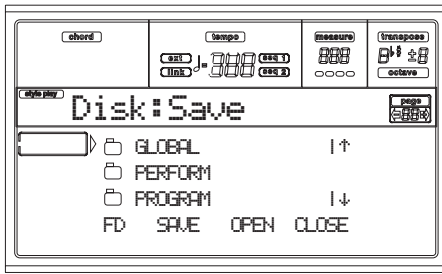 chord tempo measure transpose
ext seq 1
link seq 2
octave
style play Disk:Save page
GLOBAL
PERFORM
PROGRAM
FD SAVE OPEN CLOSE